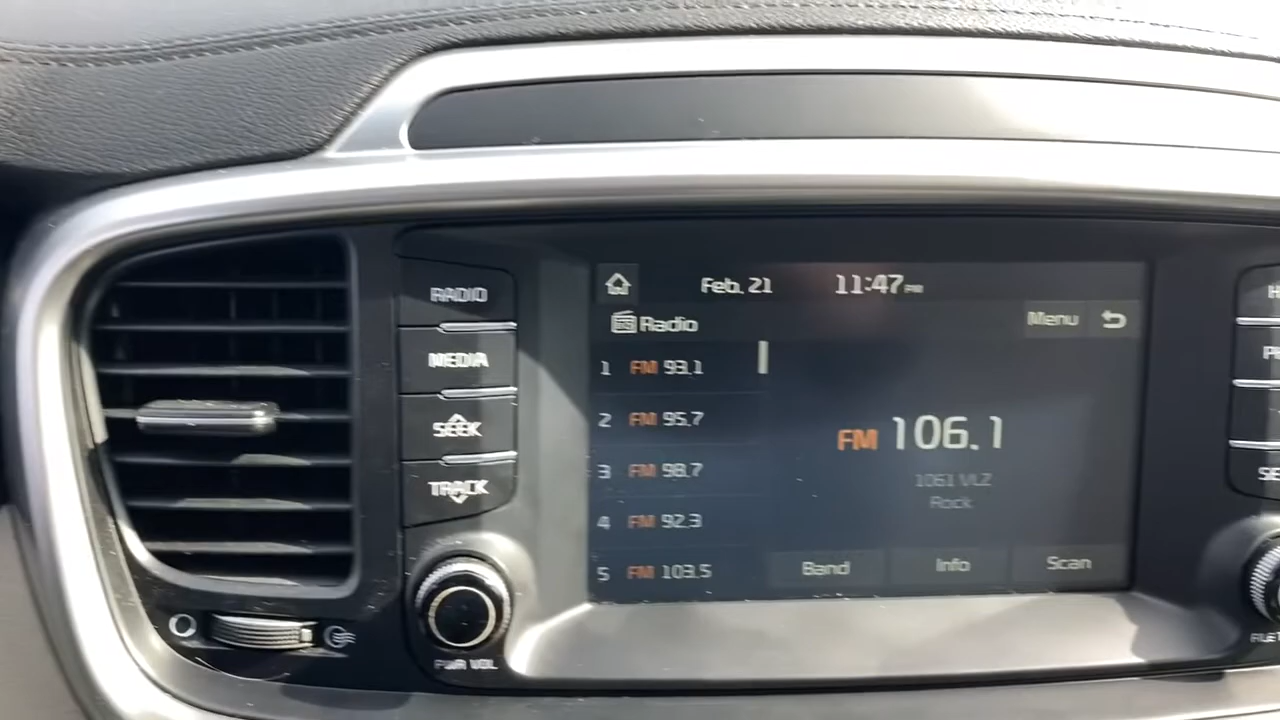 RADIO
MEDIA
SEEK
TRACK
PWR VOL
Feb. 21 11:47 PM
Radio
Menu
1 FM 93.1
2 FM 95.7
3 FM 98.7
4 FM 92.3
5 FM 103.5
FM 106.1
1061 VLZ
Rock
Band Info Scan